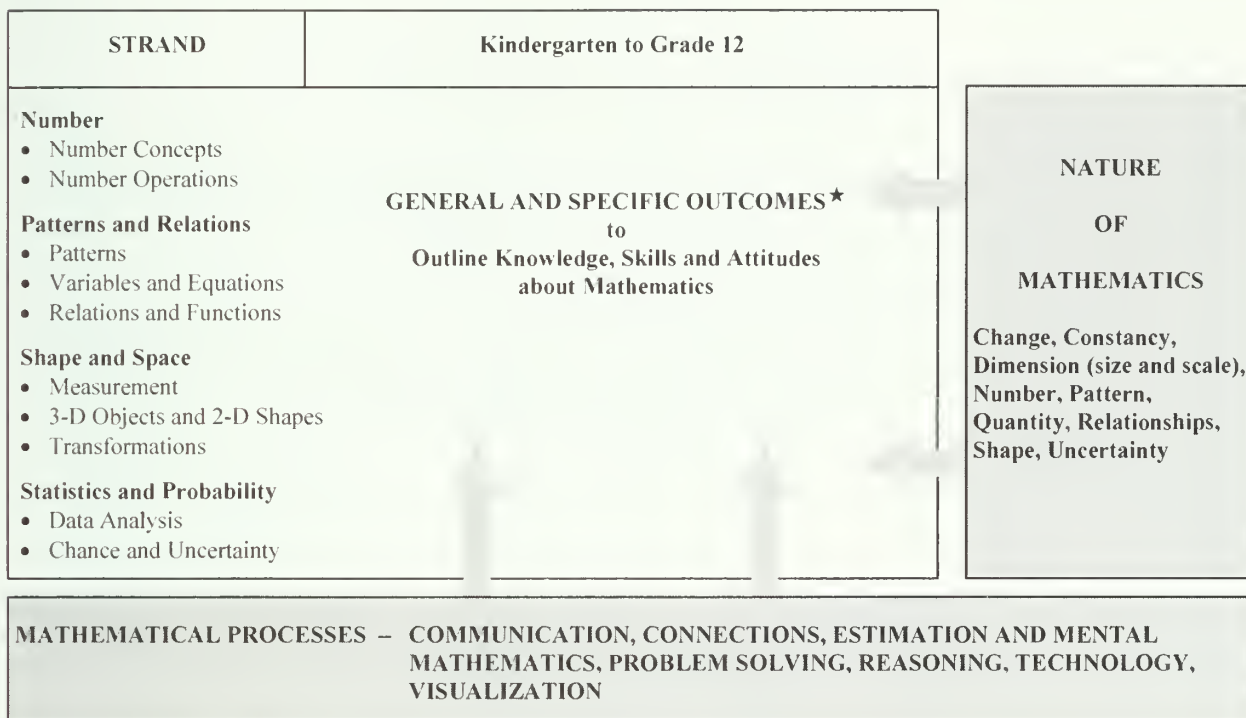 STRAND
Kindergarten to Grade 12
Number
• Number Concepts
• Number Operations
Patterns and Relations
• Patterns
• Variables and Equations
• Relations and Functions
Shape and Space
• Measurement
• 3-D Objects and 2-D Shapes
• Transformations
Statistics and Probability
• Data Analysis
• Chance and Uncertainty
GENERAL AND SPECIFIC OUTCOMES★
to
Outline Knowledge, Skills and Attitudes
about Mathematics
NATURE
OF
MATHEMATICS
Change, Constancy,
Dimension (size and scale),
Number, Pattern,
Quantity, Relationships,
Shape, Uncertainty
MATHEMATICAL PROCESSES – COMMUNICATION, CONNECTIONS, ESTIMATION AND MENTAL
MATHEMATICS, PROBLEM SOLVING, REASONING, TECHNOLOGY,
VISUALIZATION